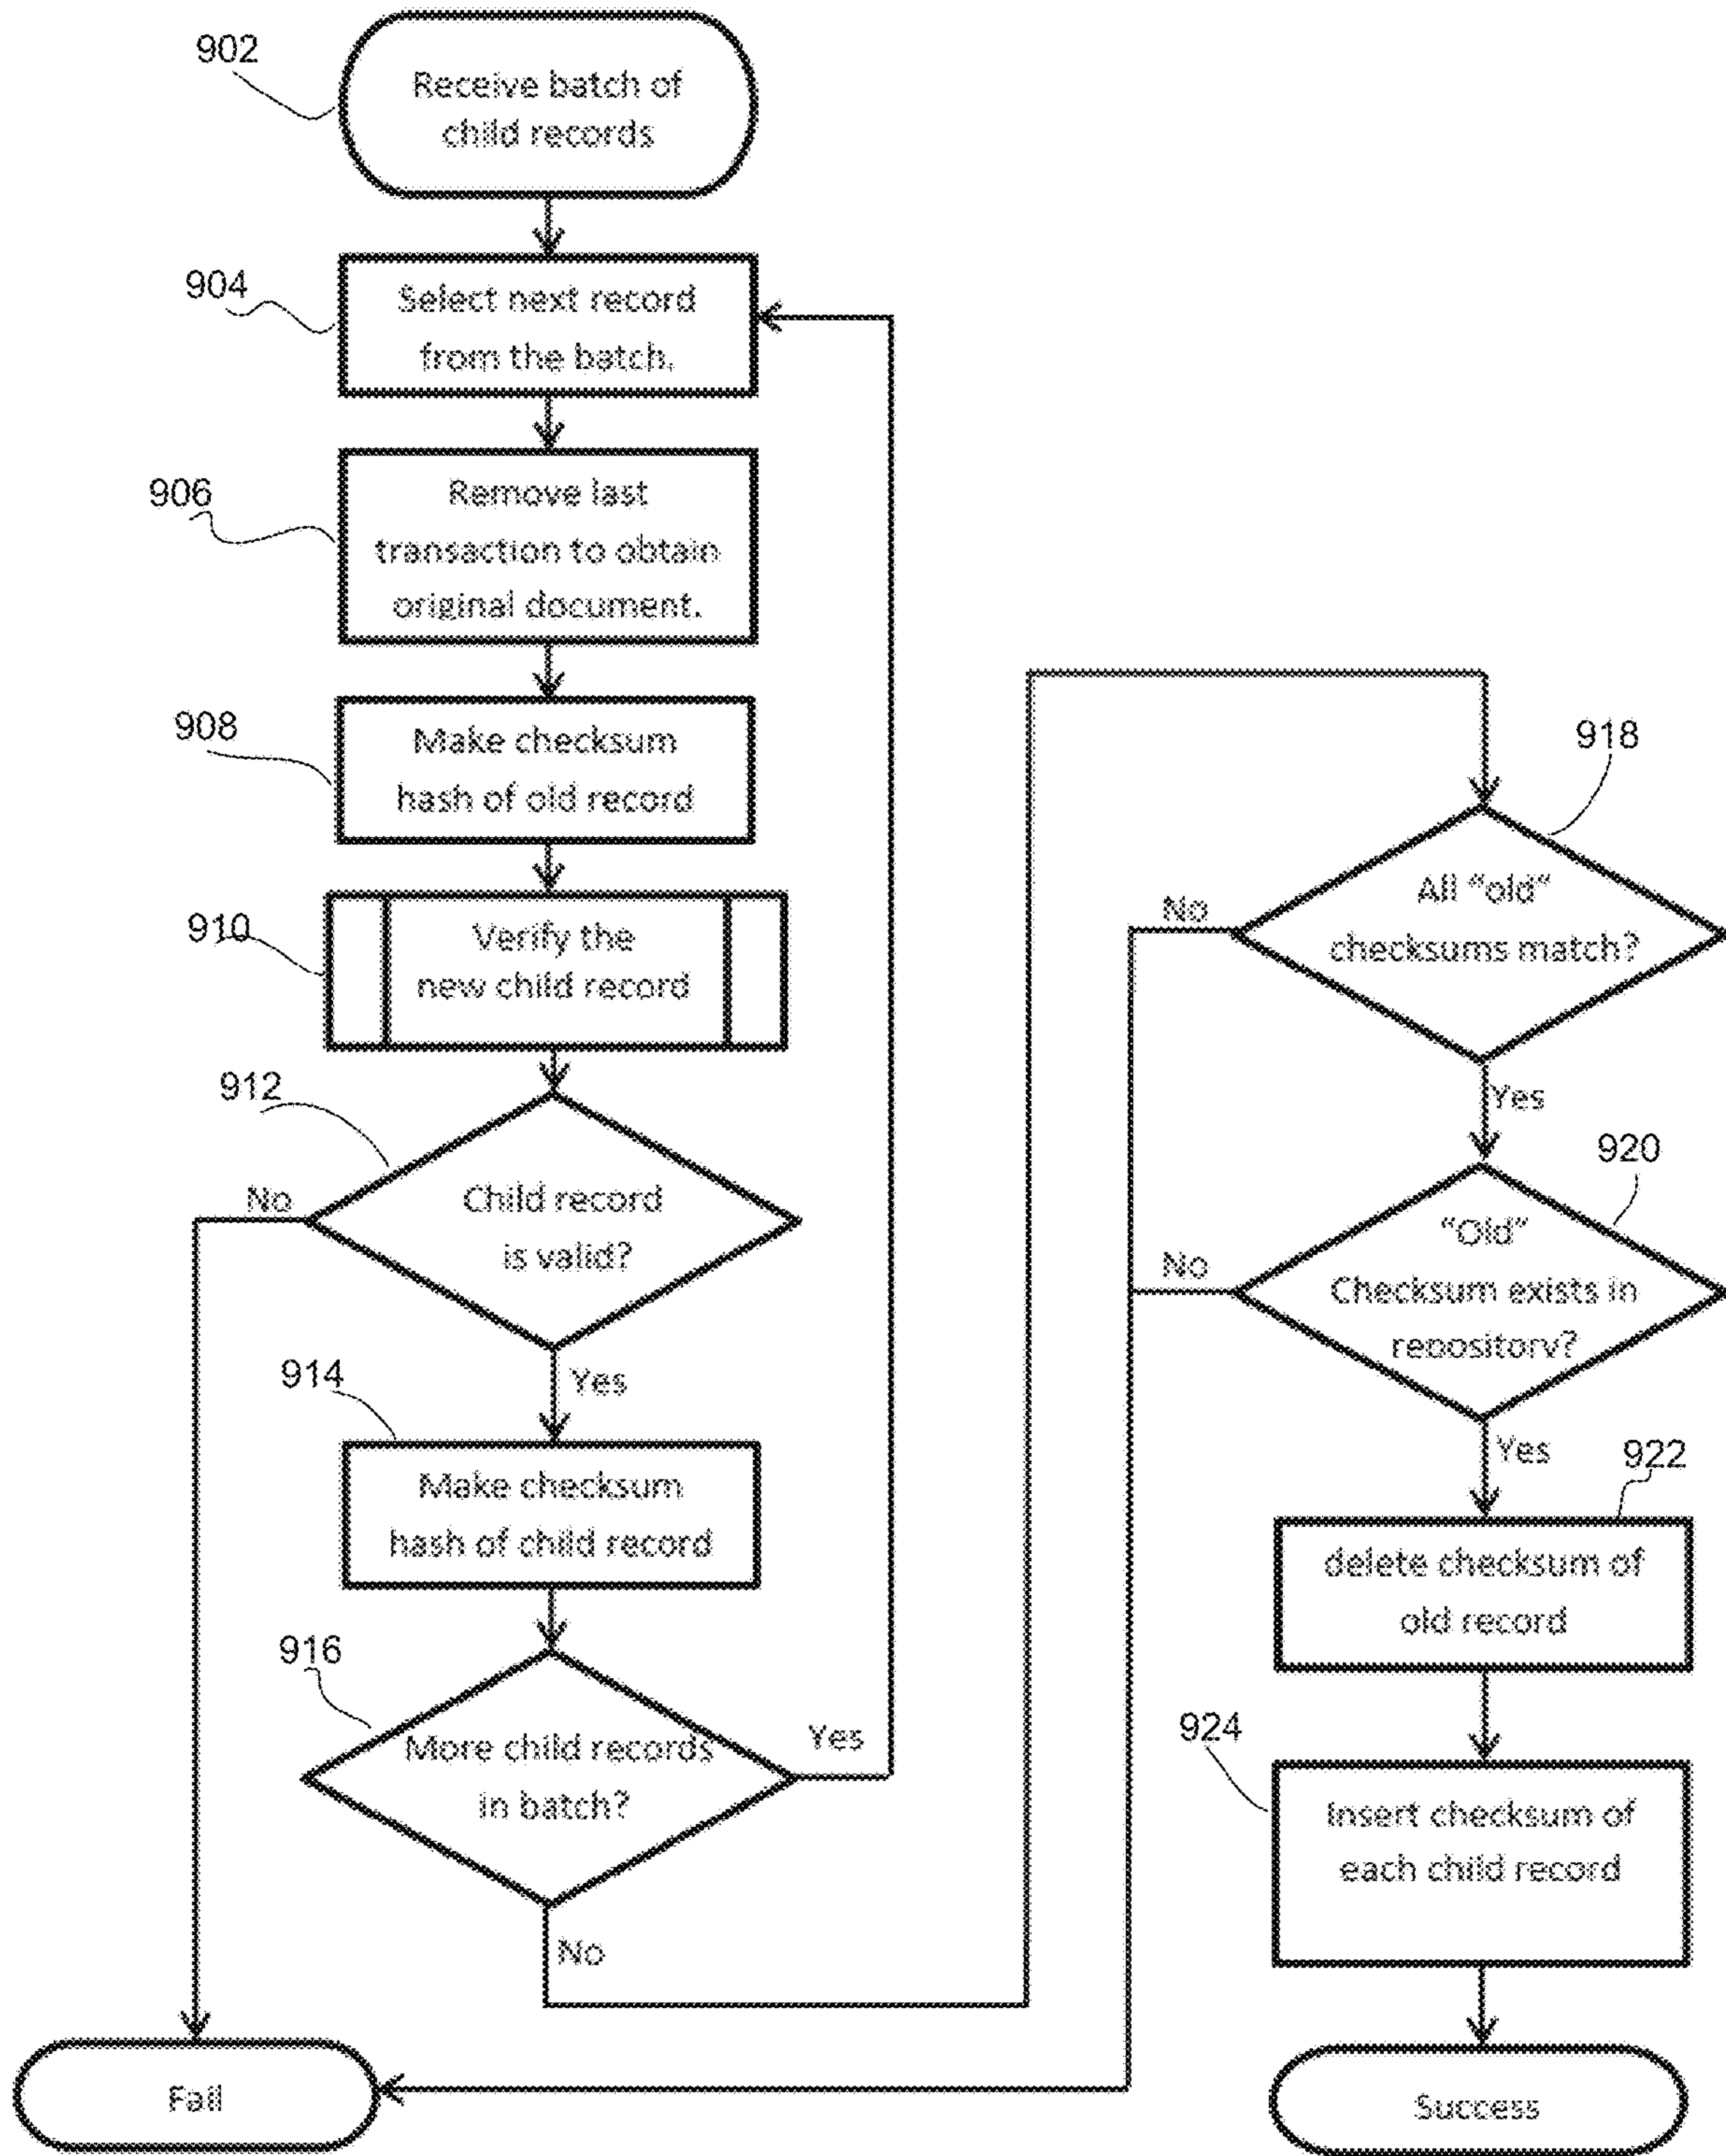 902
Receive batch of
child records
904
Select next record
from the batch.
906
Remove last
transaction to obtain
original document.
908
Make checksum
hash of old record
910
Verify the
new child record
912
No
Child record
is valid?
Yes
914
Make checksum
hash of child record
916
More child records
in batch?
Yes
No
Fail
918
All “old”
checksums match?
No
Yes
920
“Old”
Checksum exists in
repository?
No
Yes
922
delete checksum of
old record
924
Insert checksum of
each child record
Success